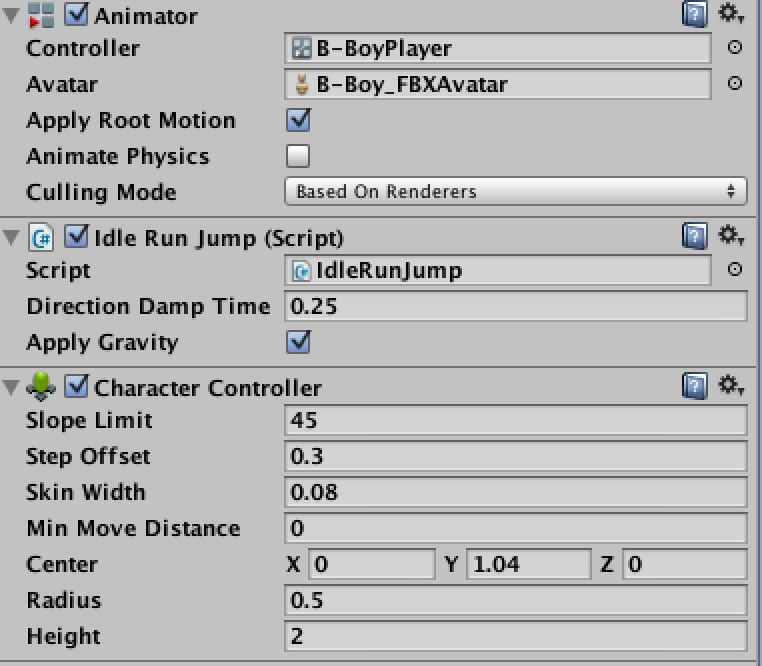 Animator
Controller B-BoyPlayer
Avatar B-Boy_FBXAvatar
Apply Root Motion
Animate Physics
Culling Mode Based On Renderers
Idle Run Jump (Script)
Script IdleRunJump
Direction Damp Time 0.25
Apply Gravity
Character Controller
Slope Limit 45
Step Offset 0.3
Skin Width 0.08
Min Move Distance 0
Center X 0 Y 1.04 Z 0
Radius 0.5
Height 2